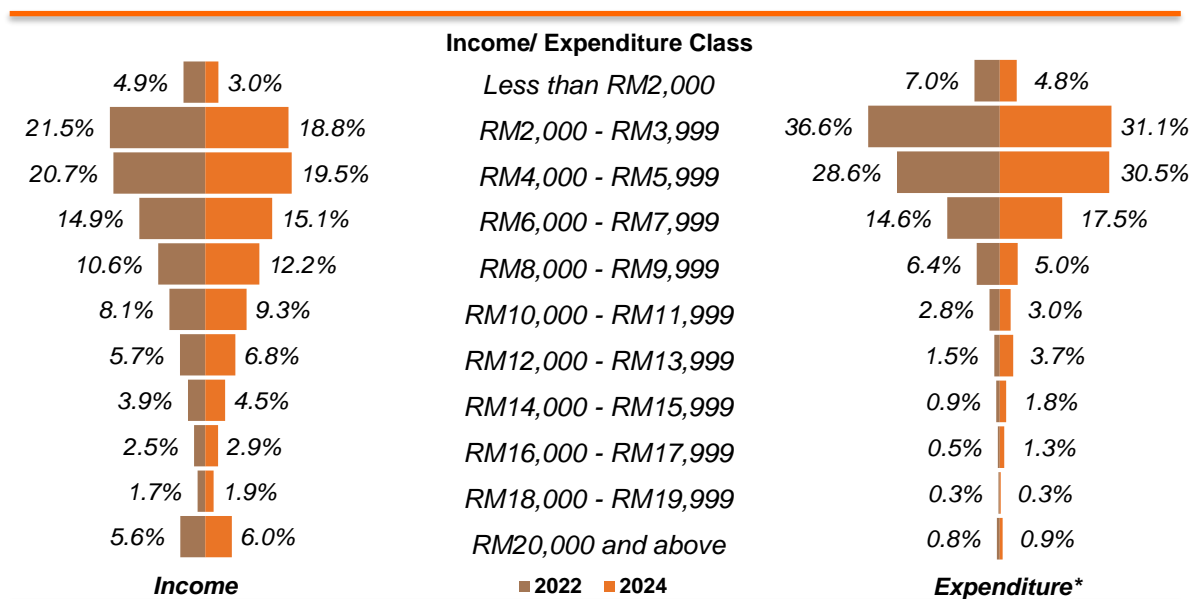 Income/ Expenditure Class
4.9% 3.0% Less than RM2,000 7.0% 4.8%
21.5% 18.8% RM2,000 - RM3,999 36.6% 31.1%
20.7% 19.5% RM4,000 - RM5,999 28.6% 30.5%
14.9% 15.1% RM6,000 - RM7,999 14.6% 17.5%
10.6% 12.2% RM8,000 - RM9,999 6.4% 5.0%
8.1% 9.3% RM10,000 - RM11,999 2.8% 3.0%
5.7% 6.8% RM12,000 - RM13,999 1.5% 3.7%
3.9% 4.5% RM14,000 - RM15,999 0.9% 1.8%
2.5% 2.9% RM16,000 - RM17,999 0.5% 1.3%
1.7% 1.9% RM18,000 - RM19,999 0.3% 0.3%
5.6% 6.0% RM20,000 and above 0.8% 0.9%
Income 2022 2024 Expenditure*